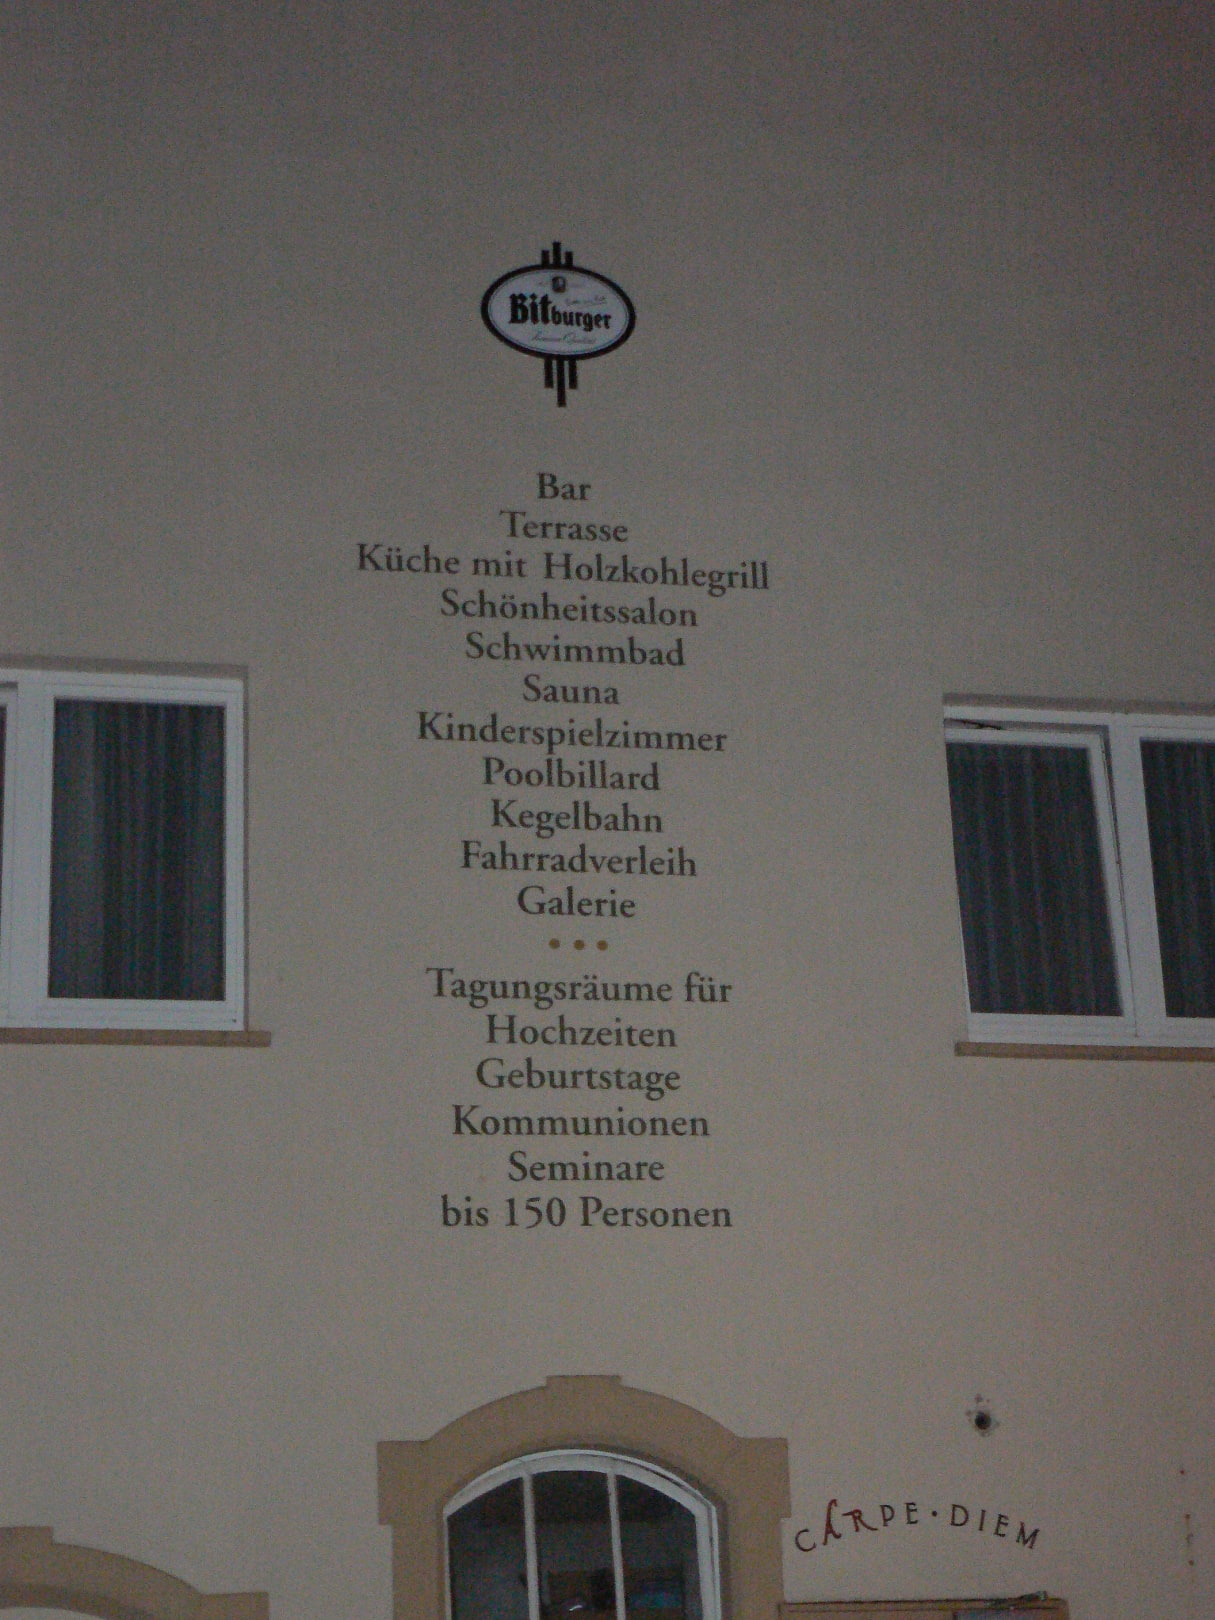 Bitburger
Bar
Terrasse
Küche mit Holzkohlegrill
Schönheitssalon
Schwimmbad
Sauna
Kinderspielzimmer
Poolbillard
Kegelbahn
Fahrradverleih
Galerie
• • •
Tagungsräume für
Hochzeiten
Geburtstage
Kommunionen
Seminare
bis 150 Personen
CARPE • DIEM